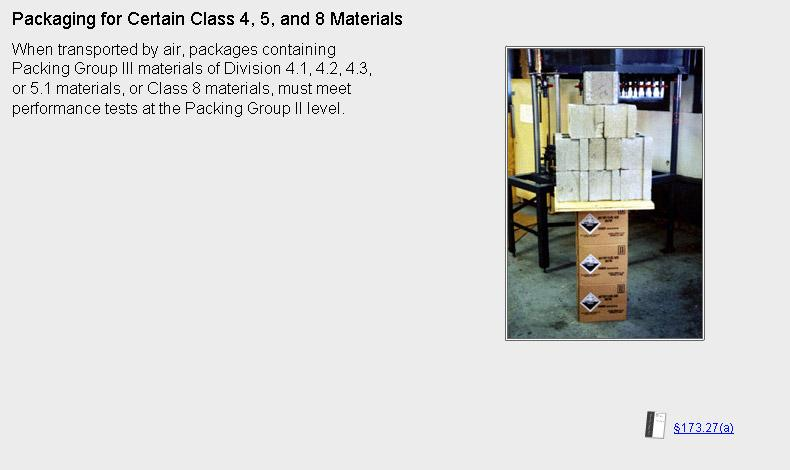 Packaging for Certain Class 4, 5, and 8 Materials
When transported by air, packages containing
Packing Group III materials of Division 4.1, 4.2, 4.3,
or 5.1 materials, or Class 8 materials, must meet
performance tests at the Packing Group II level.
§173.27(a)